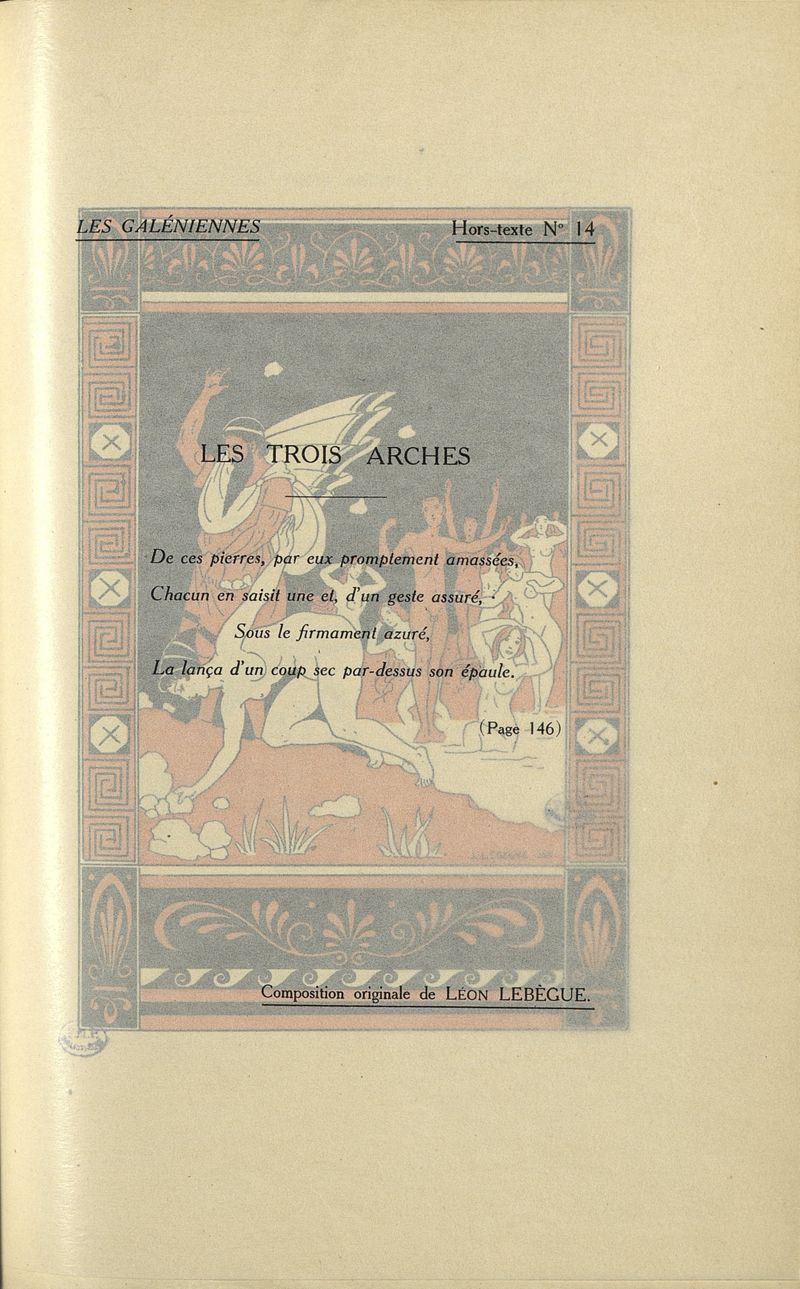 LES GALÉNIENNES
Hors-texte N° 14
LES TROIS ARCHES
De ces pierres, par eux promptement amassées,
Chacun en saisit une et, d'un geste assuré,
Sous le firmament azuré,
La lança d'un coup sec par-dessus son épaule.
(Page 146)
Composition originale de LÉON LEBÈGUE.